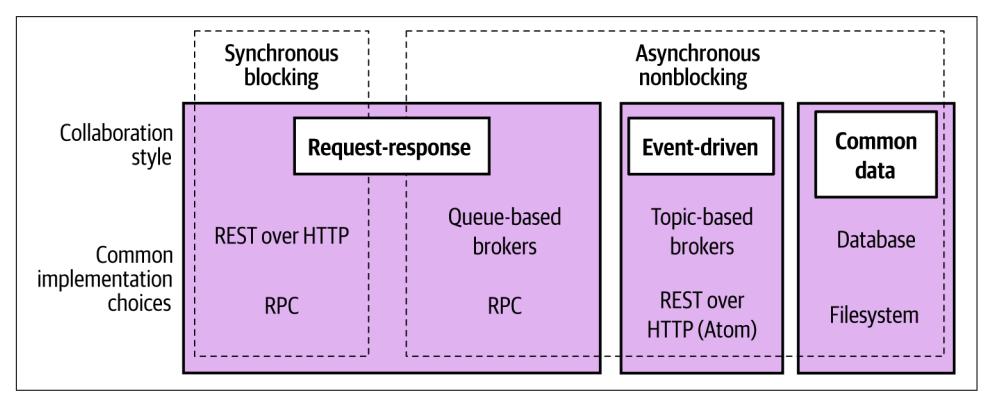 Synchronous
blocking
Asynchronous
nonblocking
Collaboration
style
Request-response
Event-driven
Common
data
Common
implementation
choices
REST over HTTP
RPC
Queue-based
brokers
RPC
Topic-based
brokers
REST over
HTTP (Atom)
Database
Filesystem